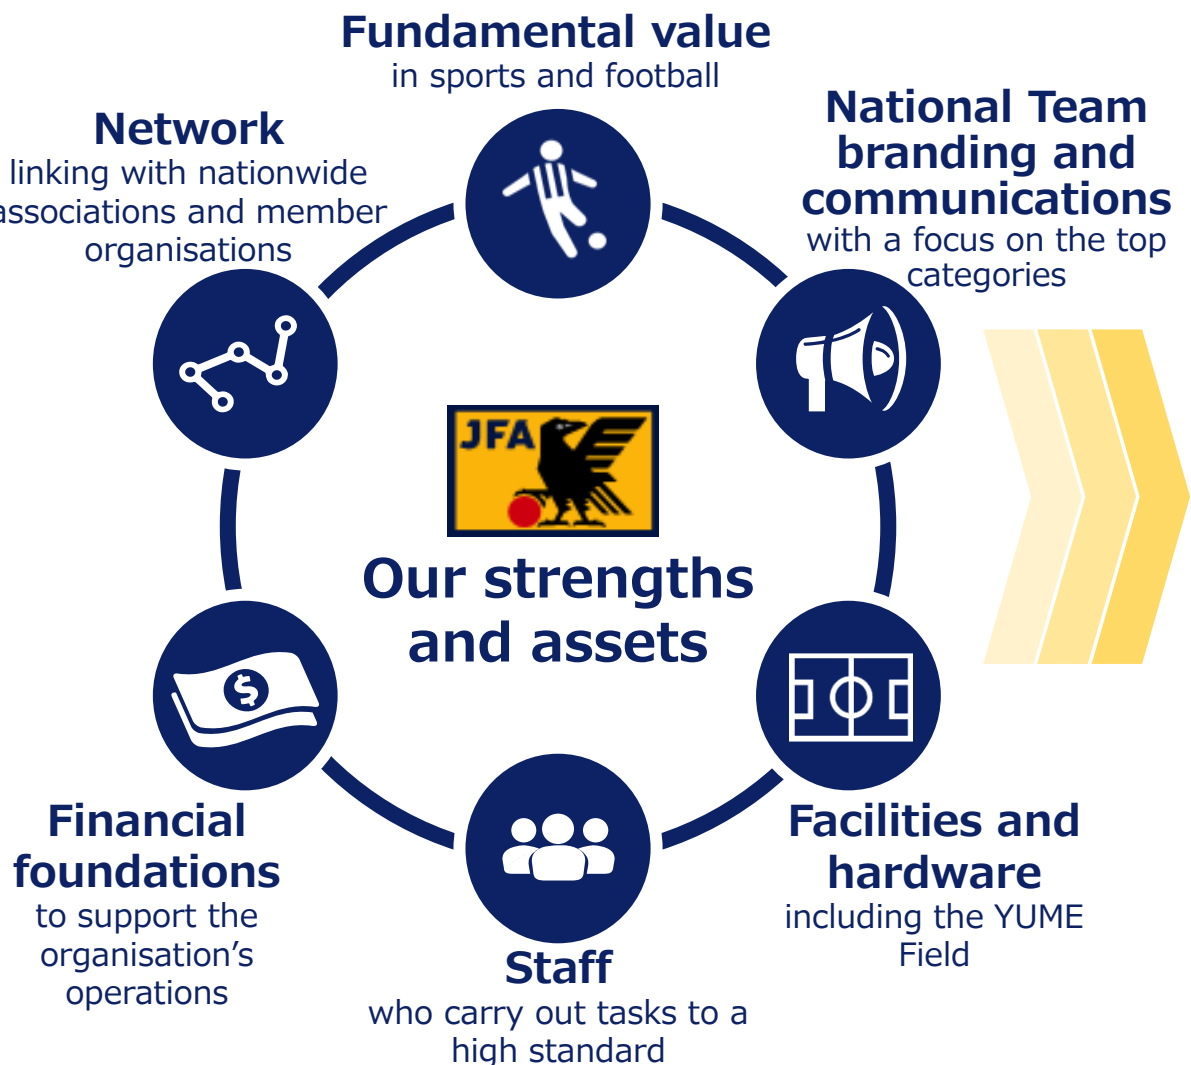 Fundamental value
in sports and football
National Team
branding and
communications
with a focus on the top
categories
Network
linking with nationwide
associations and member
organisations
JFA
Our strengths
and assets
$
Financial
foundations
to support the
organisation’s
operations
Facilities and
hardware
including the YUME
Field
Staff
who carry out tasks to a
high standard